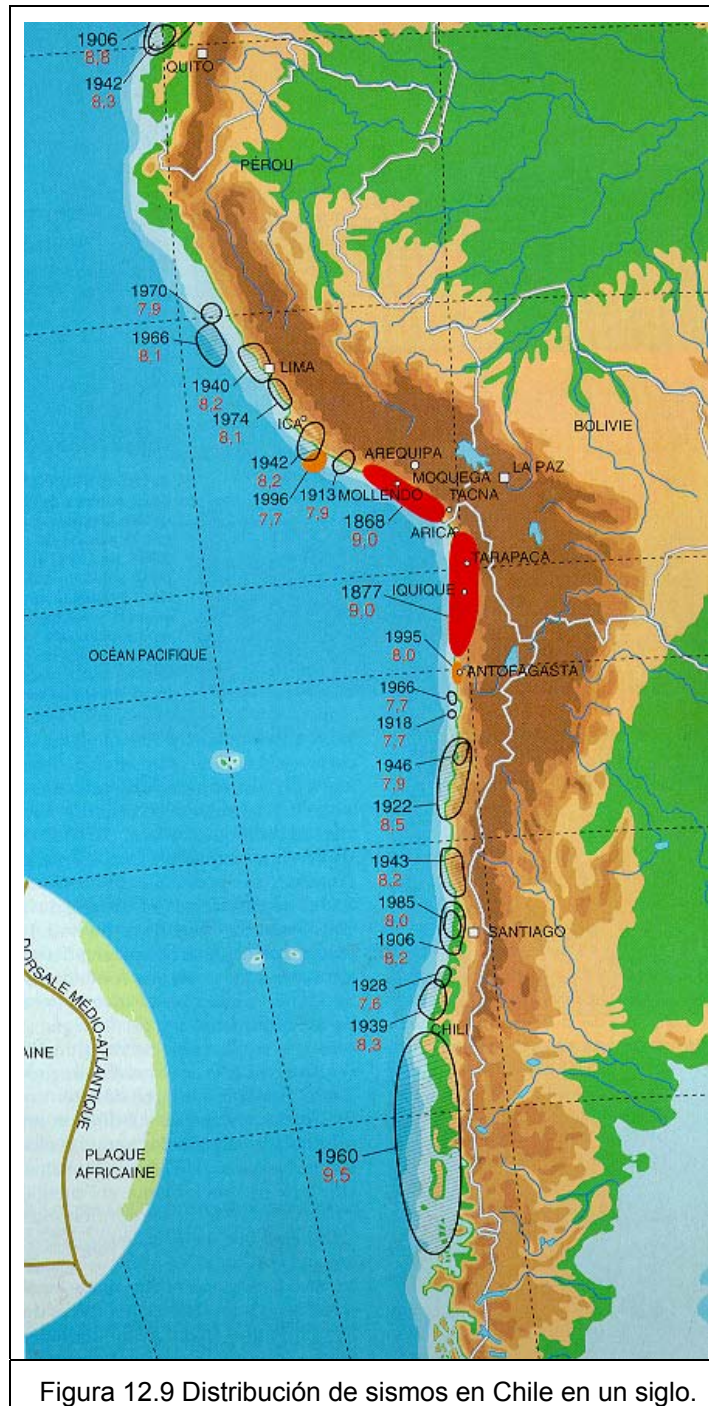 1906
8,8
1942
8,3
QUITO
PÉROU
1970
7,9
1966
8,1
LIMA
1940
8,2
1974
8,1
ICA
BOLIVIE
AREQUIPA
LA PAZ
1942
8,2
MOQUEGA
1996
7,7
1913
7,9
MOLLENDO
TACNA
1868
9,0
ARICA
TARAPACA
1877
9,0
IQUIQUE
1995
8,0
OCÉAN PACIFIQUE
ANTOFAGASTA
1966
7,7
1918
7,7
1946
7,9
1922
8,5
1943
8,2
1985
8,0
1906
8,2
SANTIAGO
1928
7,6
1939
8,3
CHILI
DORSALE MÉDIO-ATLANTIQUE
AINE
PLAQUE
AFRICAINE
1960
9,5
Figura 12.9 Distribución de sismos en Chile en un siglo.